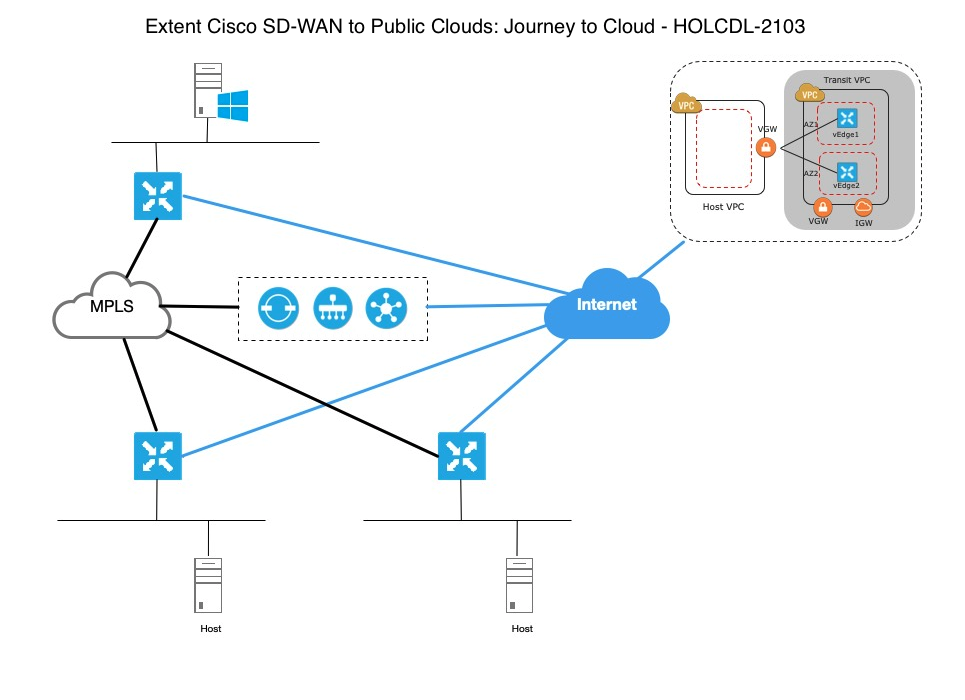 Extent Cisco SD-WAN to Public Clouds: Journey to Cloud - HOLCDL-2103
Transit VPC
VPC
VPC
AZ1
vEdge1
VGW
AZ2
vEdge2
Host VPC
VGW
IGW
MPLS
Internet
Host
Host